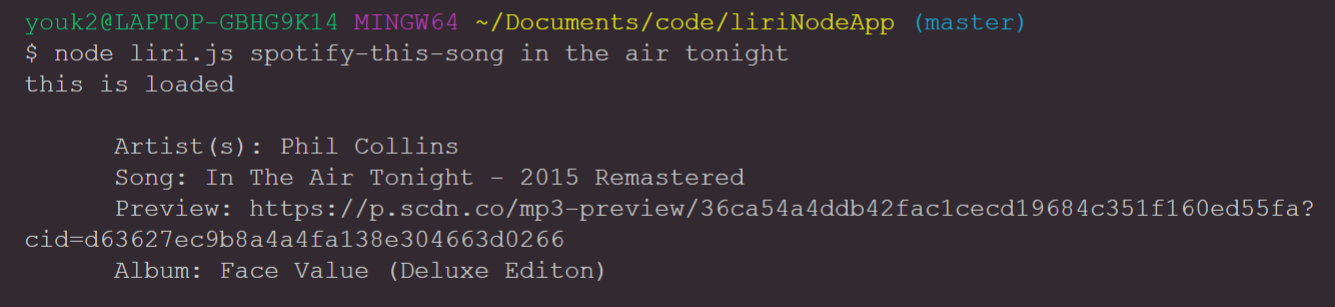 youk2@LAPTOP-GBHG9K14 MINGW64 ~/Documents/code/liriNodeApp (master)
$ node liri.js spotify-this-song in the air tonight
this is loaded
Artist(s): Phil Collins
Song: In The Air Tonight - 2015 Remastered
Preview: https://p.scdn.co/mp3-preview/36ca54a4ddb42fac1cecd19684c351f160ed55fa?
cid=d63627ec9b8a4a4fa138e304663d0266
Album: Face Value (Deluxe Editon)